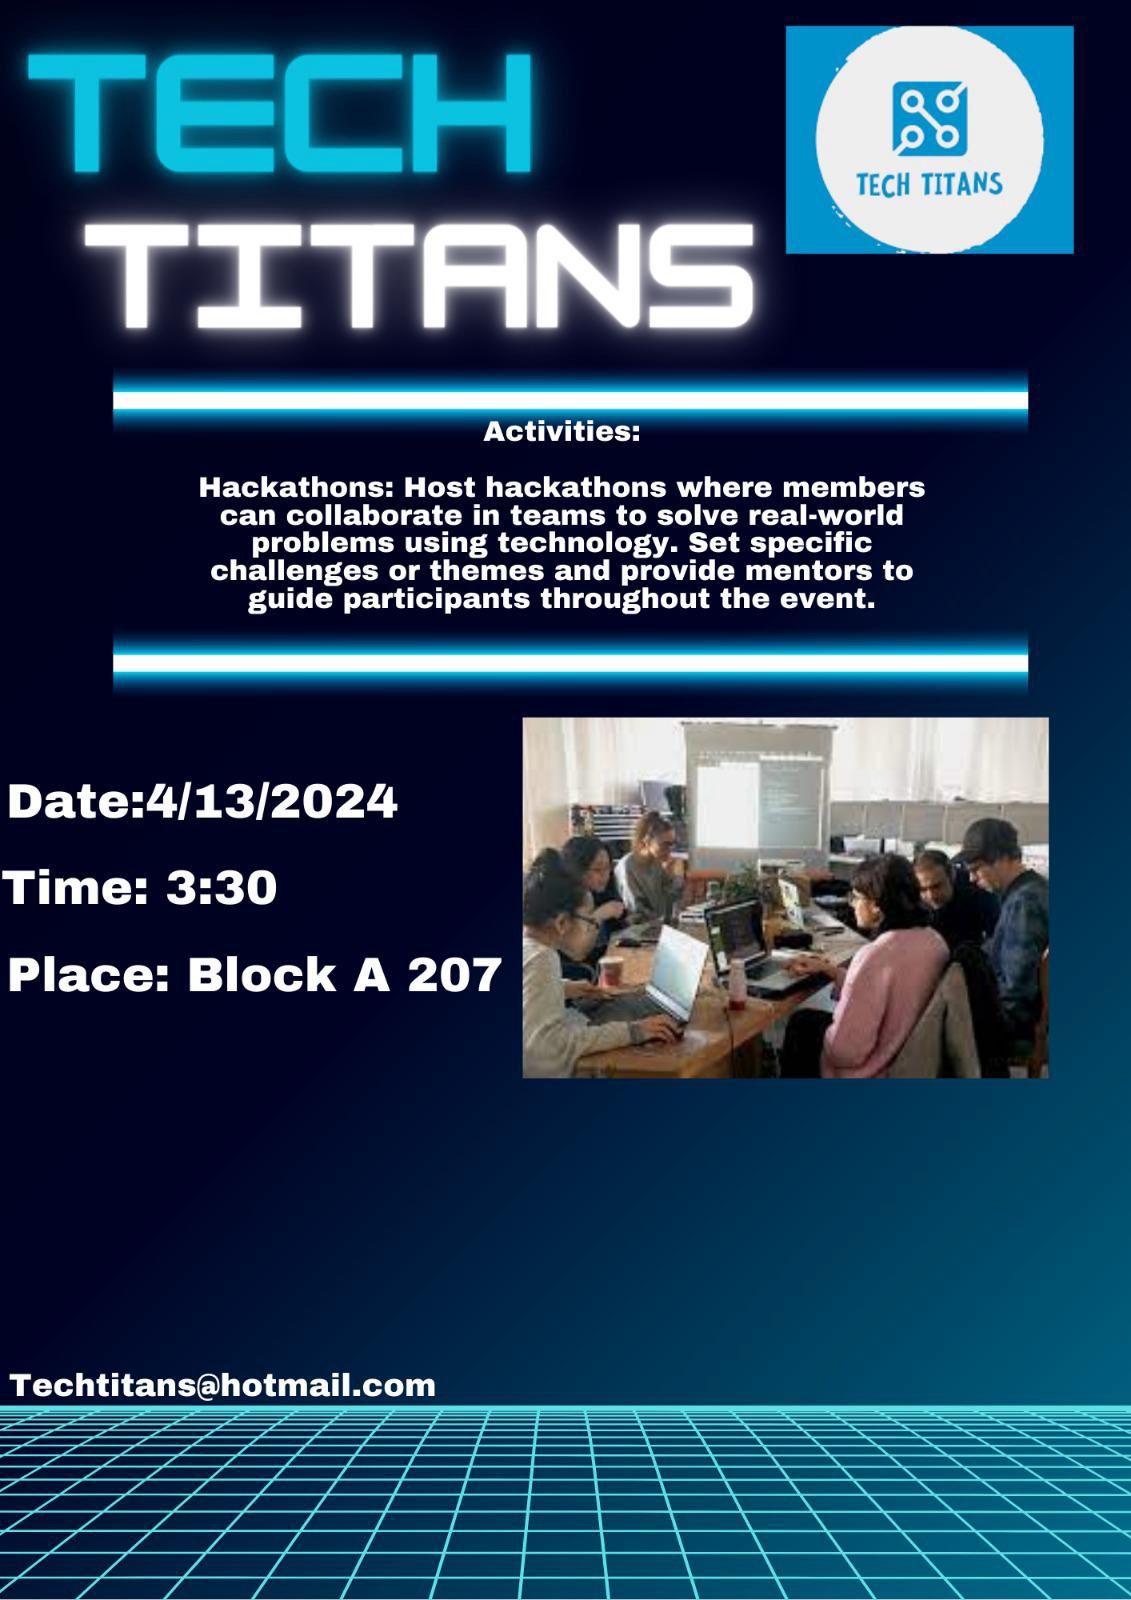 TECH
TITANS
TECH TITANS
Activities:
Hackathons: Host hackathons where members
can collaborate in teams to solve real-world
problems using technology. Set specific
challenges or themes and provide mentors to
guide participants throughout the event.
Date:4/13/2024
Time: 3:30
Place: Block A 207
Techtitans@hotmail.com